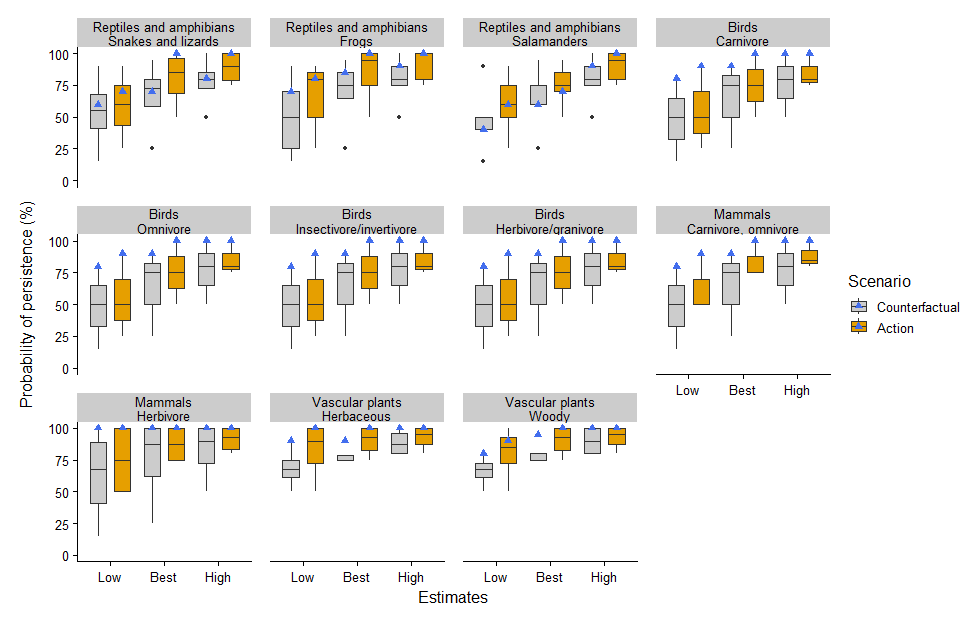 Reptiles and amphibians
Snakes and lizards
Reptiles and amphibians
Frogs
Reptiles and amphibians
Salamanders
Birds
Carnivore
100
75
50
25
0
Birds
Omnivore
Birds
Insectivore/invertivore
Birds
Herbivore/granivore
Mammals
Carnivore, omnivore
100
75
50
25
0
Low
Best
High
Mammals
Herbivore
Vascular plants
Herbaceous
Vascular plants
Woody
100
75
50
25
0
Low
Best
High
Low
Best
High
Low
Best
High
Estimates
Probability of persistence (%)
Scenario
Counterfactual
Action